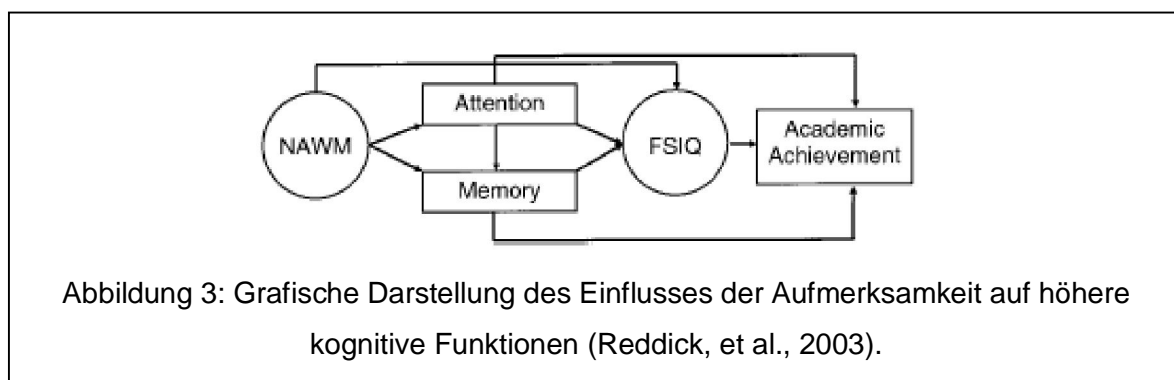 Attention
NAWM
FSIQ
Academic
Achievement
Memory
Abbildung 3: Grafische Darstellung des Einflusses der Aufmerksamkeit auf höhere
kognitive Funktionen (Reddick, et al., 2003).